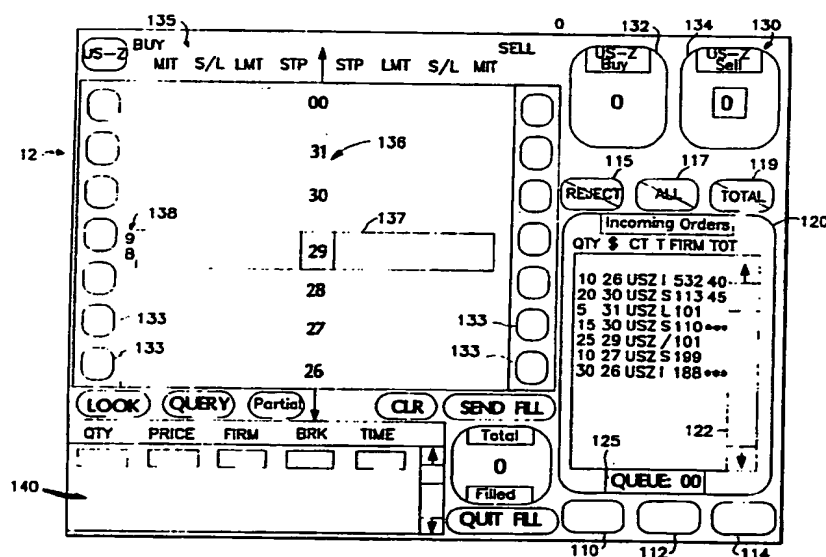 135
0
132
134
130
US-Z
BUY
MIT S/L LMT STP STP LMT S/L MIT
SELL
US-Z
Buy
0
US-Z
Sell
0
12
00
31
136
30
138
9
8
137
29
28
27
26
133
133
133
133
115
117
119
REJECT
ALL
TOTAL
120
Incoming Orders
QTY $ CT T FIRM TOT
10 26 USZ I 532 40
20 30 USZ S 113 45
5 31 USZ L 101
15 30 USZ S 110 •••
25 29 USZ / 101
10 27 USZ S 199
30 26 USZ I 188 •••
122
125
QUEUE: 00
LOOK
QUERY
Partial
CLR
SEND FILL
QTY PRICE FIRM BRK TIME
Total
0
Filled
QUIT FILL
140
110
112
114